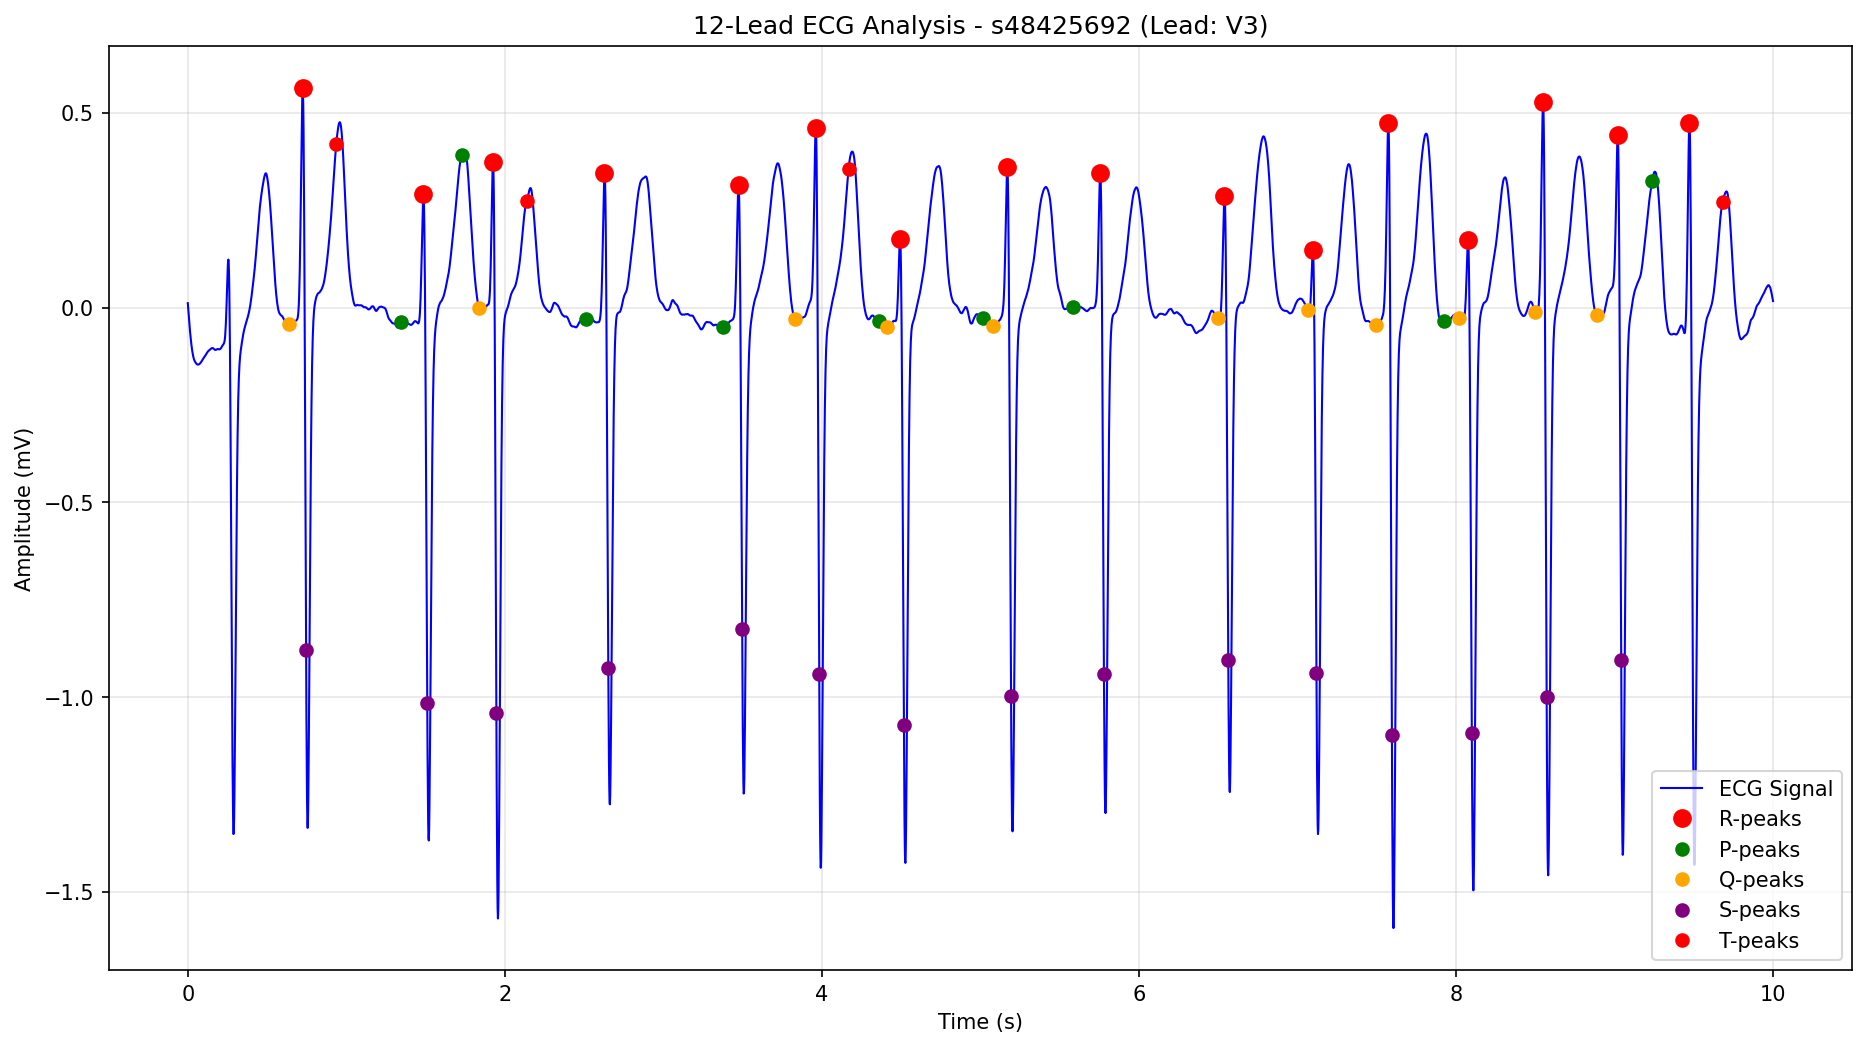 12-Lead ECG Analysis - s48425692 (Lead: V3)
Amplitude (mV)
0.5
0.0
−0.5
−1.0
−1.5
0 2 4 6 8 10
Time (s)
ECG Signal
R-peaks
P-peaks
Q-peaks
S-peaks
T-peaks